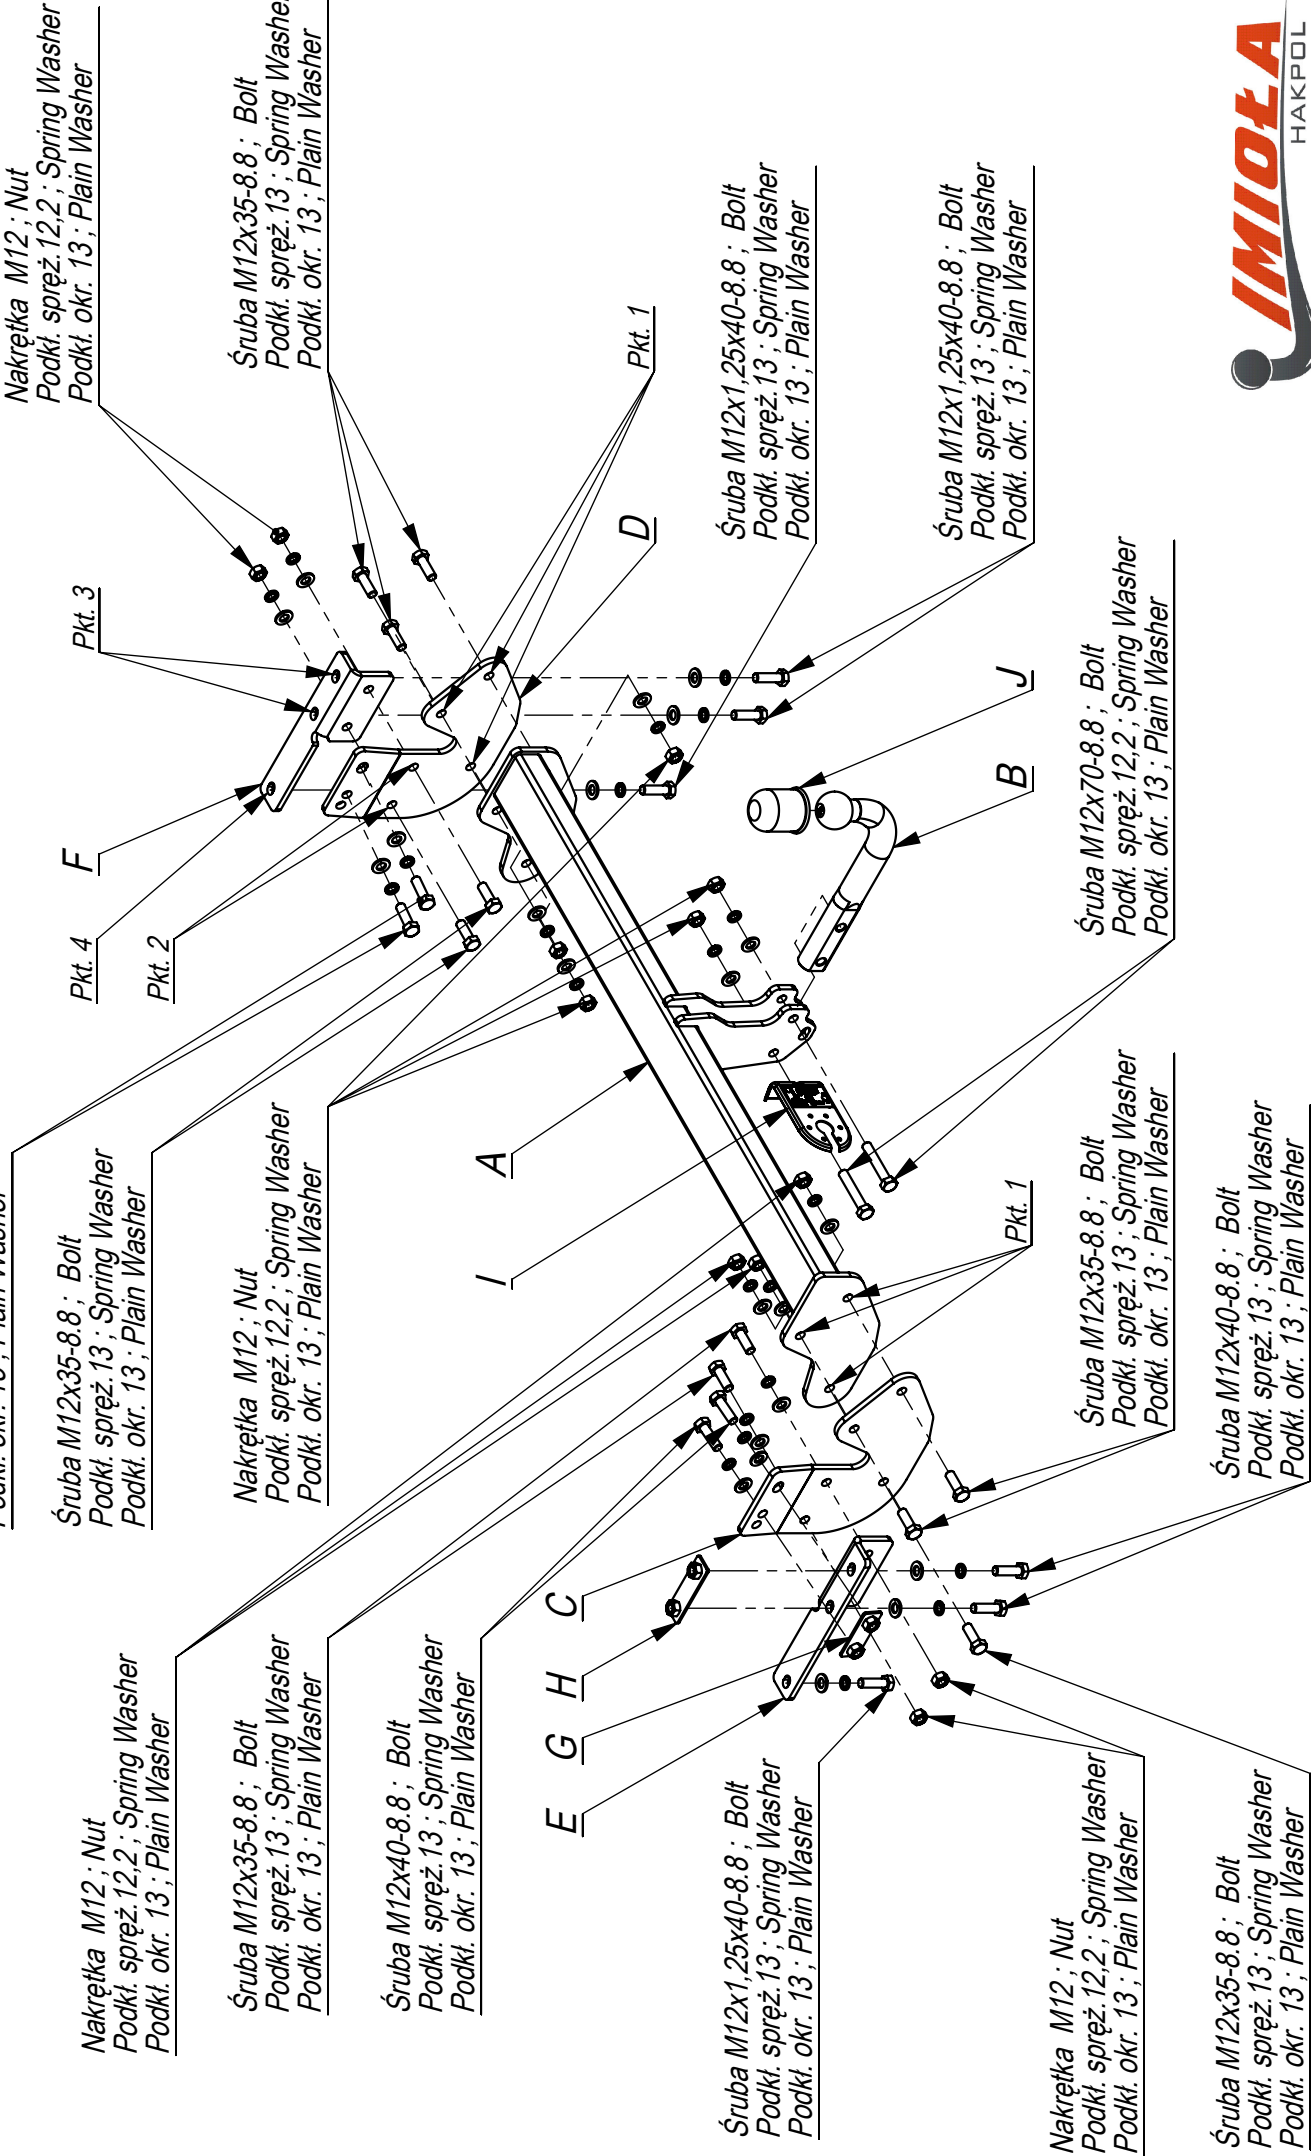 Nakrętka M12 ; Nut
Podkł. spręż.12,2 ; Spring Washer
Podkł. okr. 13 ; Plain Washer
Śruba M12x35-8.8 ; Bolt
Podkł. spręż.13 ; Spring Washer
Podkł. okr. 13 ; Plain Washer
Śruba M12x40-8.8 ; Bolt
Podkł. spręż.13 ; Spring Washer
Podkł. okr. 13 ; Plain Washer
E
G
H
C
Śruba M12x1,25x40-8.8 ; Bolt
Podkł. spręż.13 ; Spring Washer
Podkł. okr. 13 ; Plain Washer
Nakrętka M12 ; Nut
Podkł. spręż.12,2 ; Spring Washer
Podkł. okr. 13 ; Plain Washer
Śruba M12x35-8.8 ; Bolt
Podkł. spręż.13 ; Spring Washer
Podkł. okr. 13 ; Plain Washer
Podkł. okr. 13 ; Plain Washer
Śruba M12x35-8.8 ; Bolt
Podkł. spręż.13 ; Spring Washer
Podkł. okr. 13 ; Plain Washer
Nakrętka M12 ; Nut
Podkł. spręż.12,2 ; Spring Washer
Podkł. okr. 13 ; Plain Washer
I
A
Pkt. 1
Śruba M12x35-8.8 ; Bolt
Podkł. spręż.13 ; Spring Washer
Podkł. okr. 13 ; Plain Washer
Śruba M12x40-8.8 ; Bolt
Podkł. spręż.13 ; Spring Washer
Podkł. okr. 13 ; Plain Washer
Pkt. 4
Pkt. 2
F
Pkt. 3
Nakrętka M12 ; Nut
Podkł. spręż.12,2 ; Spring Washer
Podkł. okr. 13 ; Plain Washer
Śruba M12x35-8.8 ; Bolt
Podkł. spręż.13 ; Spring Washer
Podkł. okr. 13 ; Plain Washer
Pkt. 1
D
Śruba M12x1,25x40-8.8 ; Bolt
Podkł. spręż.13 ; Spring Washer
Podkł. okr. 13 ; Plain Washer
Śruba M12x1,25x40-8.8 ; Bolt
Podkł. spręż.13 ; Spring Washer
Podkł. okr. 13 ; Plain Washer
J
B
Śruba M12x70-8.8 ; Bolt
Podkł. spręż.12,2 ; Spring Washer
Podkł. okr. 13 ; Plain Washer
IMIOŁA
HAKPOL